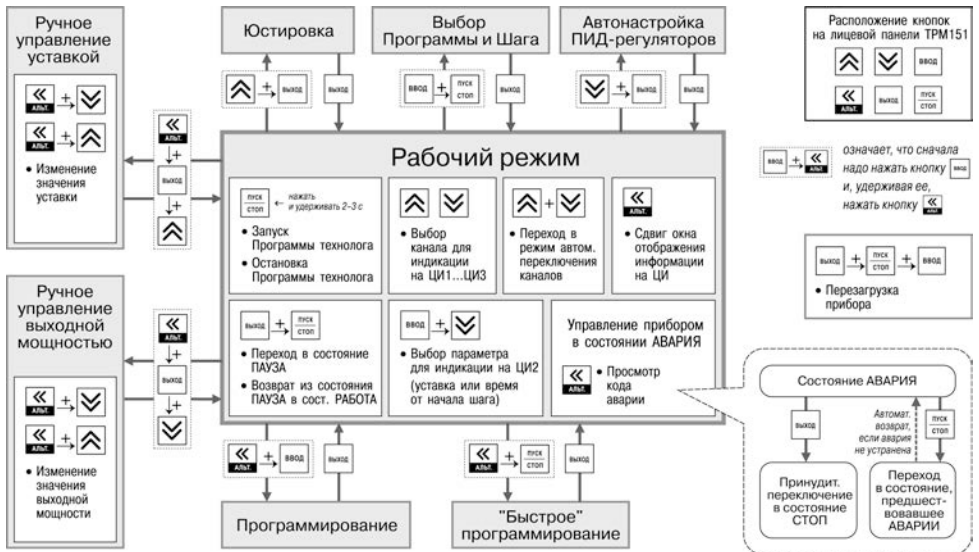 Ручное
управление
уставкой
АЛЬТ.
+
АЛЬТ.
+
• Изменение
значения
уставки
АЛЬТ.
+
ВЫХОД
+
Юстировка
+
ВЫХОД
ВЫХОД
Выбор
Программы и Шага
ВВОД
+
ПУСК
СТОП
ВЫХОД
Автонастройка
ПИД-регуляторов
+
ВЫХОД
ВЫХОД
Расположение кнопок
на лицевой панели ТРМ151
ВВОД
АЛЬТ.
ВЫХОД
ПУСК
СТОП
ВВОД
+
АЛЬТ.
означает, что сначала
надо нажать кнопку ВВОД
и, удерживая ее,
нажать кнопку АЛЬТ.
ВЫХОД
+
ПУСК
СТОП
+
ВВОД
• Перезагрузка
прибора
Рабочий режим
ПУСК
СТОП
← нажать
и удерживать 2–3 с
• Запуск
Программы технолога
• Остановка
Программы технолога
• Выбор
канала для
индикации
на ЦИ1...ЦИ3
+
• Переход в
режим автом.
переключения
каналов
АЛЬТ.
• Сдвиг окна
отображения
информации
на ЦИ
ВЫХОД
+
ПУСК
СТОП
• Переход в состояние
ПАУЗА
• Возврат из состояния
ПАУЗА в сост. РАБОТА
ВВОД
+
• Выбор параметра
для индикации на ЦИ2
(уставка или время
от начала шага)
Управление прибором
в состоянии АВАРИЯ
АЛЬТ.
• Просмотр
кода
аварии
Ручное
управление
выходной
мощностью
АЛЬТ.
+
АЛЬТ.
+
• Изменение
значения
выходной
мощности
АЛЬТ.
+
ВЫХОД
+
АЛЬТ.
+
ВВОД
ВЫХОД
Программирование
АЛЬТ.
+
ПУСК
СТОП
ВЫХОД
"Быстрое"
программирование
Состояние АВАРИЯ
ВЫХОД
Автомат.
возврат,
если авария
не устранена
ПУСК
СТОП
Принудит.
переключение
в состояние
СТОП
Переход
в состояние,
предшест-
вовавшее
АВАРИИ